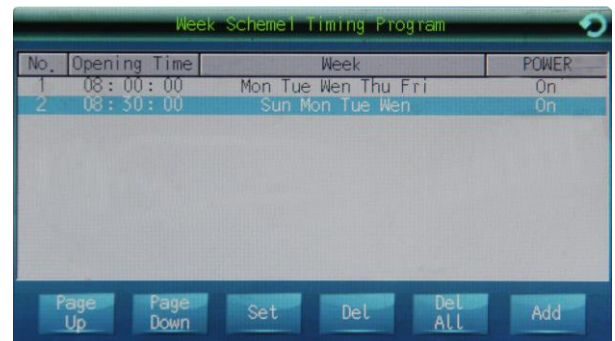 Week Scheme1 Timing Program
No. Opening Time Week POWER
1 08:00:00 Mon Tue Wen Thu Fri On
2 08:30:00 Sun Mon Tue Wen On
Page Up Page Down Set Del Del All Add